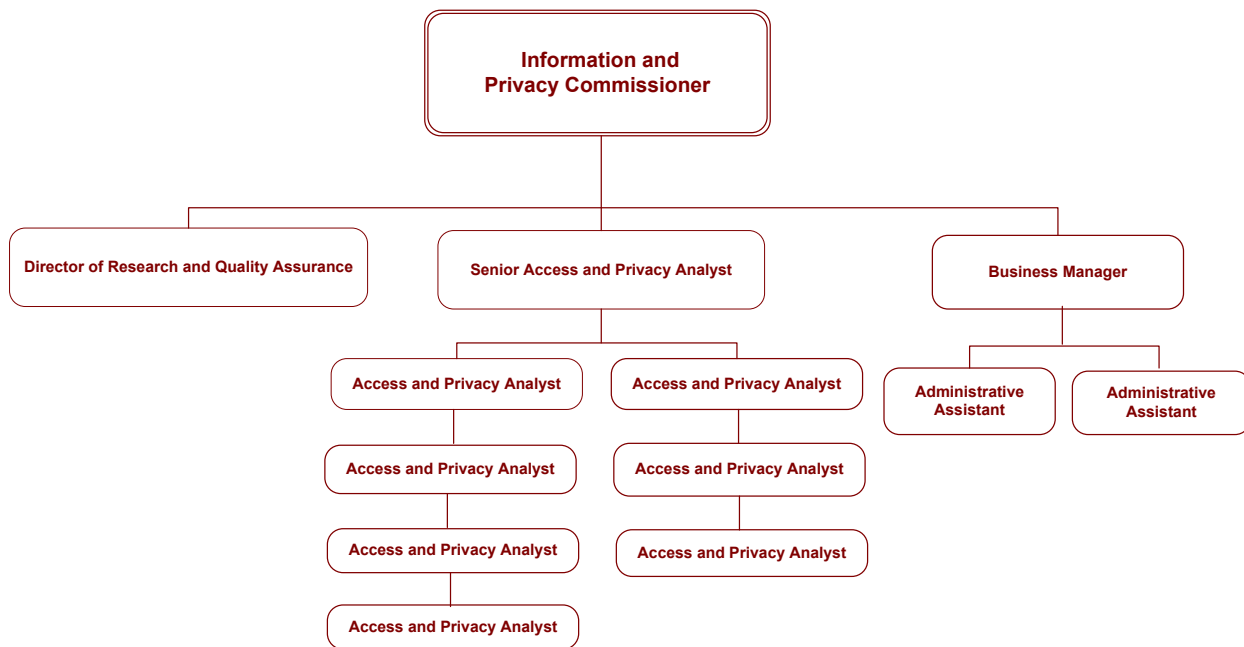 Information and
Privacy Commissioner
Director of Research and Quality Assurance
Senior Access and Privacy Analyst
Business Manager
Access and Privacy Analyst
Access and Privacy Analyst
Administrative
Assistant
Administrative
Assistant
Access and Privacy Analyst
Access and Privacy Analyst
Access and Privacy Analyst
Access and Privacy Analyst
Access and Privacy Analyst